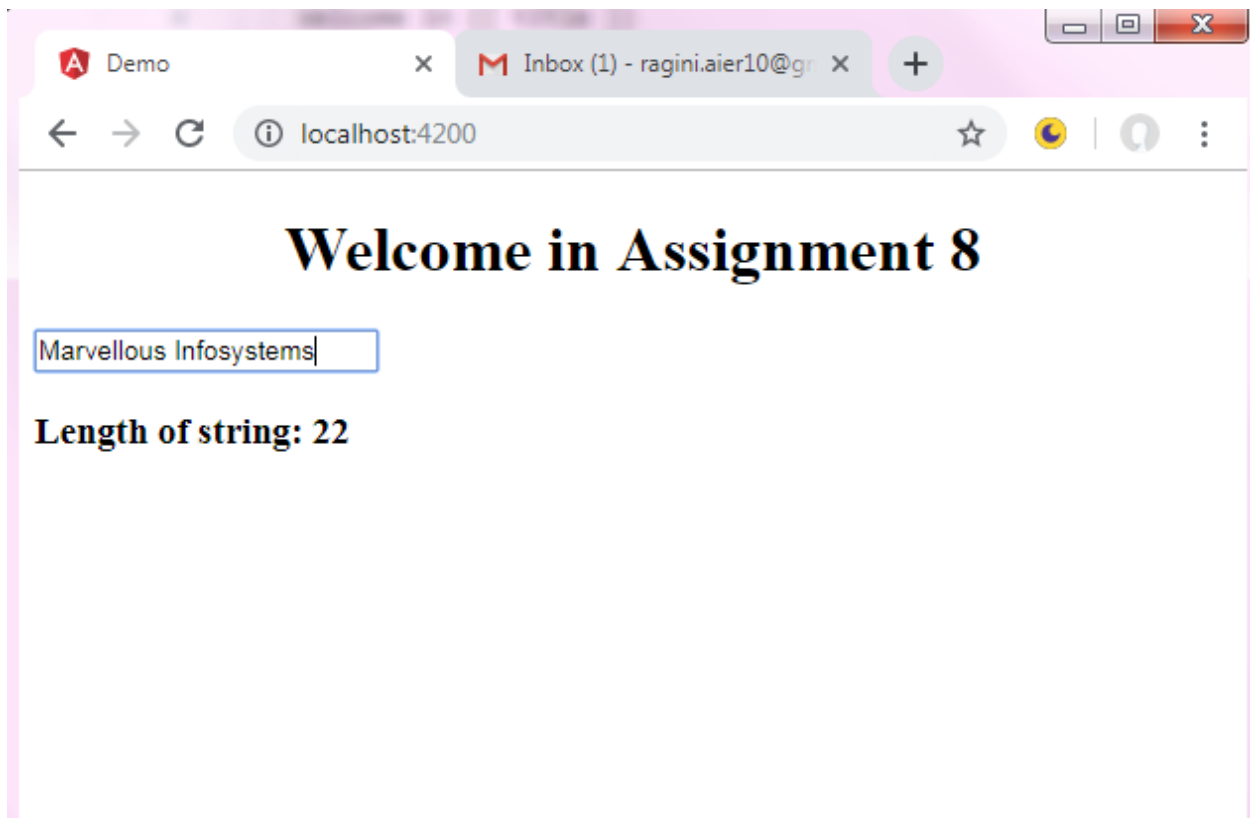 Demo
Inbox (1) - ragini.aier10@g
localhost:4200
Welcome in Assignment 8
Marvellous Infosystems
Length of string: 22